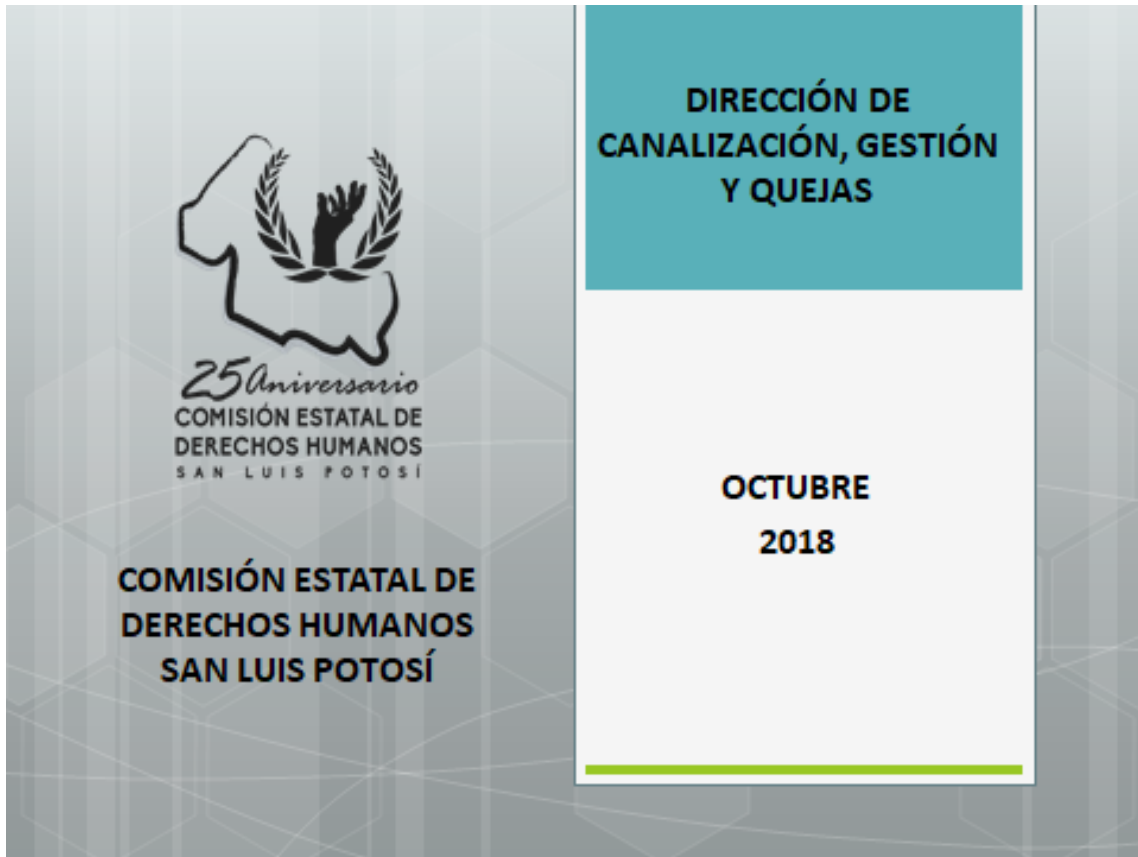 25 Aniversario
COMISIÓN ESTATAL DE
DERECHOS HUMANOS
SAN LUIS POTOSÍ
COMISIÓN ESTATAL DE
DERECHOS HUMANOS
SAN LUIS POTOSÍ
DIRECCIÓN DE
CANALIZACIÓN, GESTIÓN
Y QUEJAS
OCTUBRE
2018